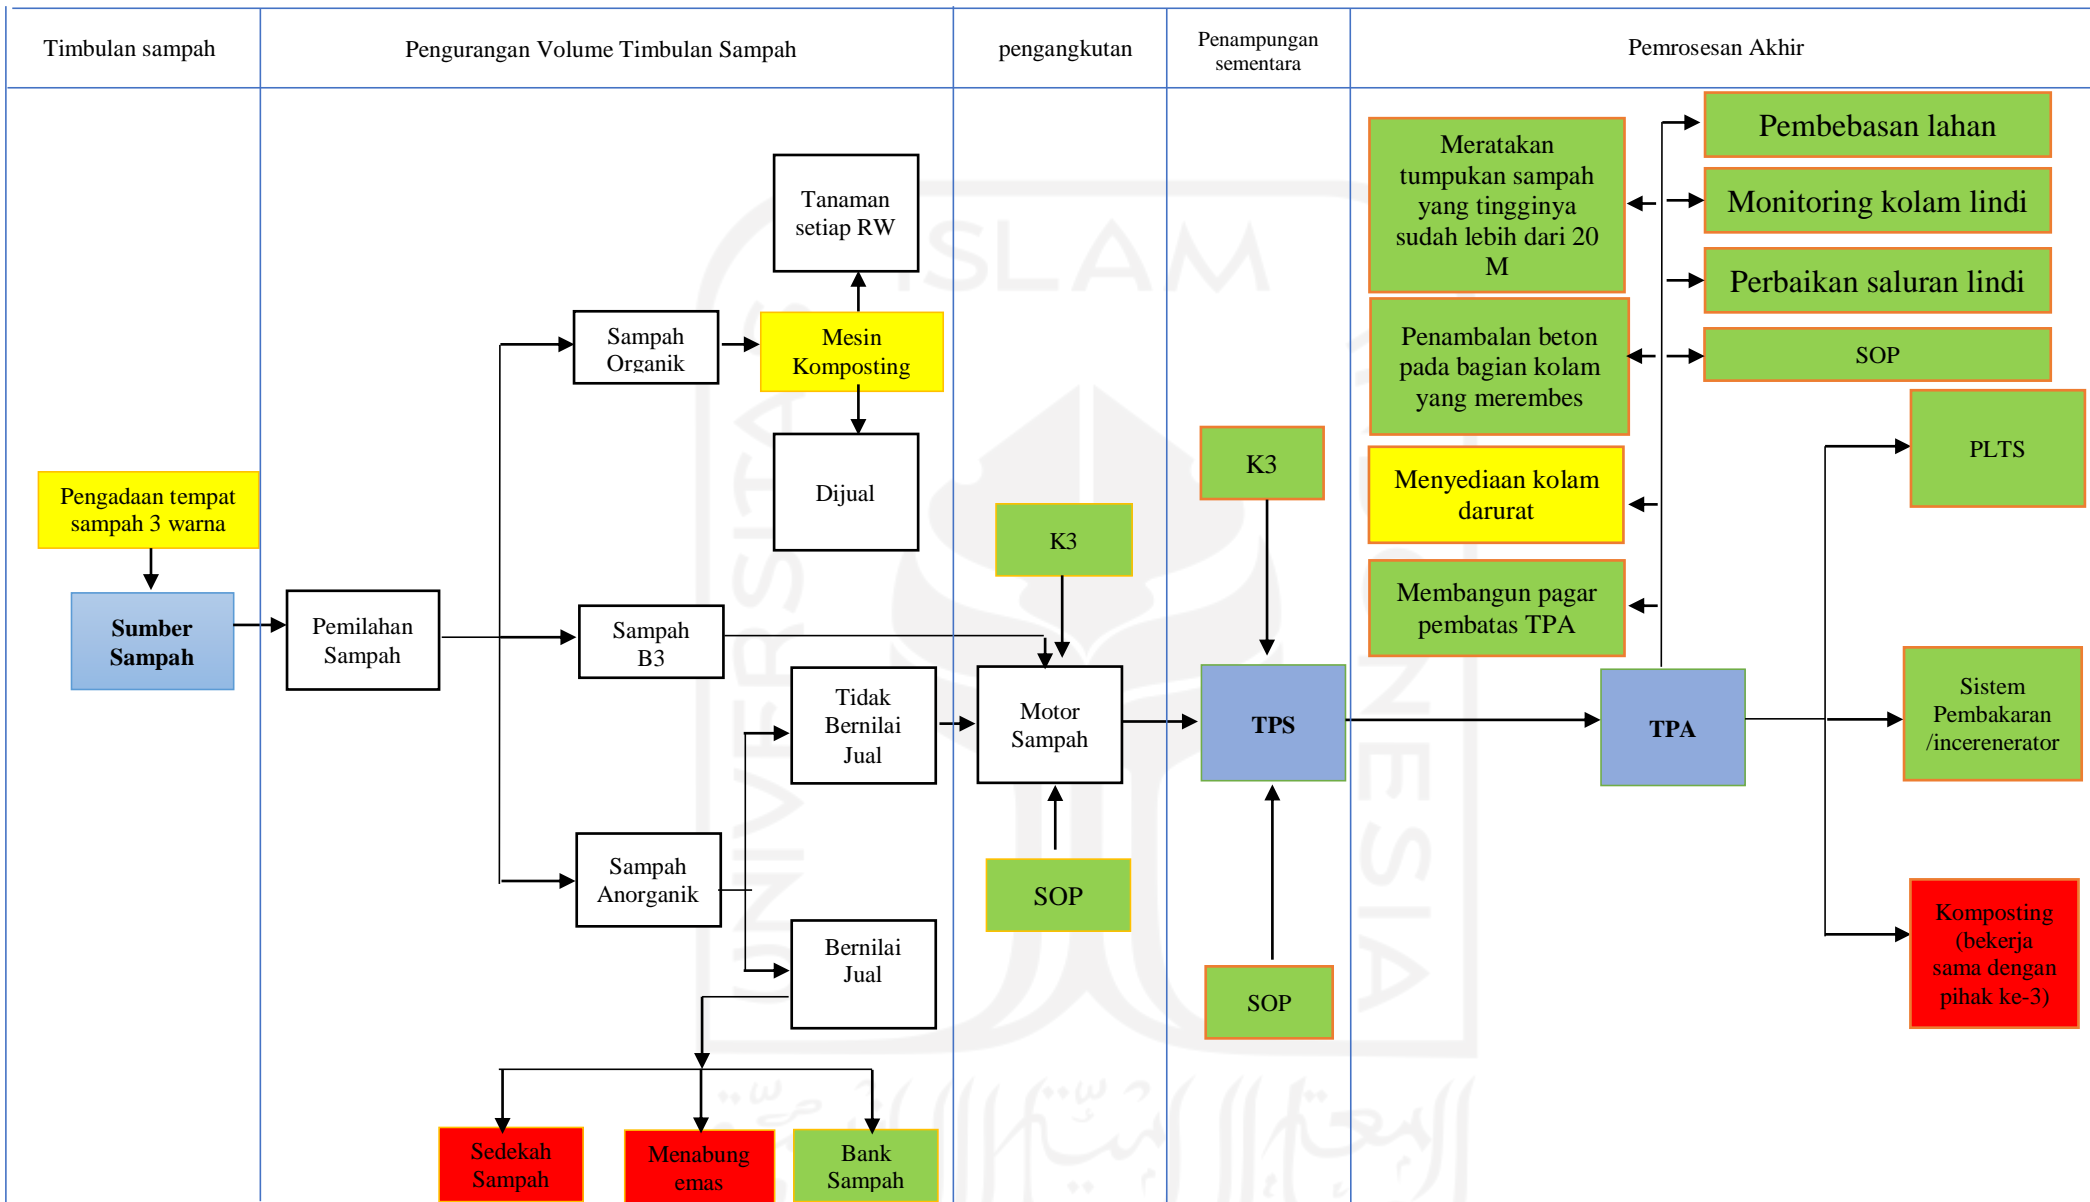 Timbulan sampah
Pengurangan Volume Timbulan Sampah
pengangkutan
Penampungan
sementara
Pemrosesan Akhir
Pengadaan tempat
sampah 3 warna
Sumber
Sampah
Pemilahan
Sampah
Sampah
Organik
Mesin
Komposting
Tanaman
setiap RW
Dijual
Sampah
B3
Sampah
Anorganik
Tidak
Bernilai
Jual
Bernilai
Jual
Sedekah
Sampah
Menabung
emas
Bank
Sampah
K3
Motor
Sampah
SOP
K3
TPS
SOP
Meratakan
tumpukan sampah
yang tingginya
sudah lebih dari 20
M
Penambalan beton
pada bagian kolam
yang merembes
Menyediaan kolam
darurat
Membangun pagar
pembatas TPA
Pembebasan lahan
Monitoring kolam lindi
Perbaikan saluran lindi
SOP
TPA
PLTS
Sistem
Pembakaran
/incerenerator
Komposting
(bekerja
sama dengan
pihak ke-3)
UNIVERSITAS
ISLAM